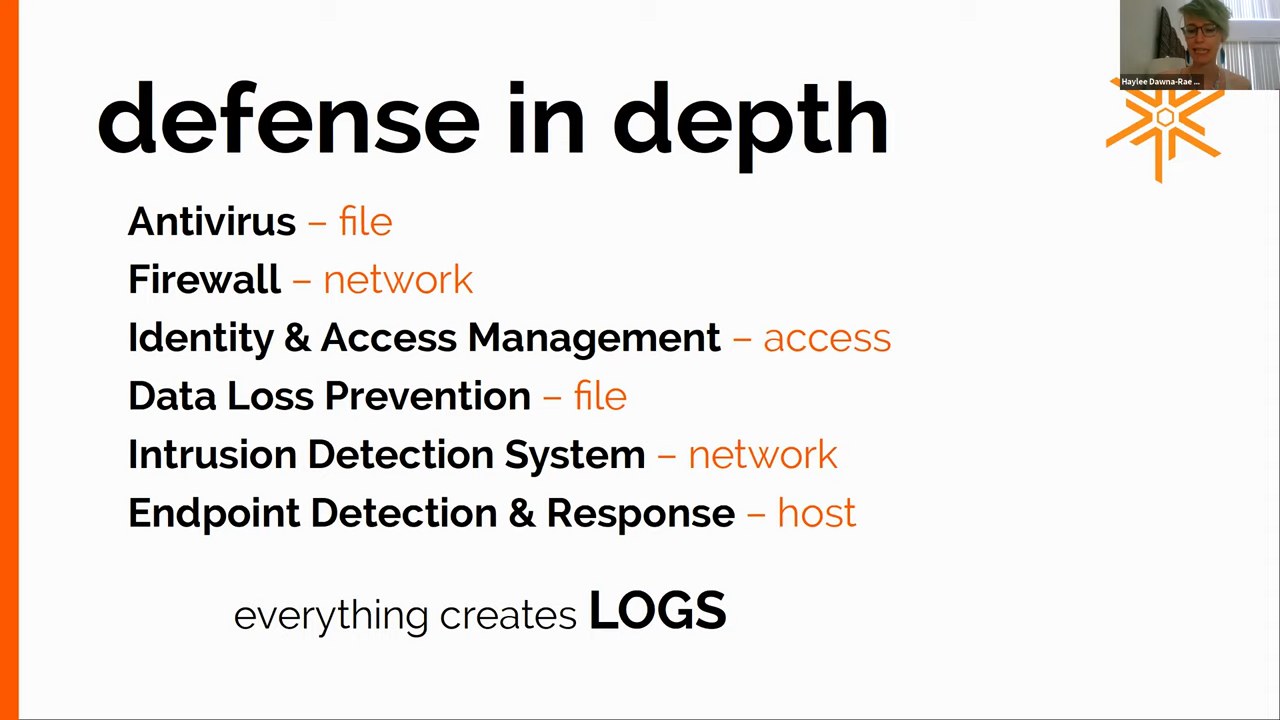 defense in depth
Haylee Dawna-Rae ...
Antivirus – file
Firewall – network
Identity & Access Management – access
Data Loss Prevention – file
Intrusion Detection System – network
Endpoint Detection & Response – host
everything creates LOGS